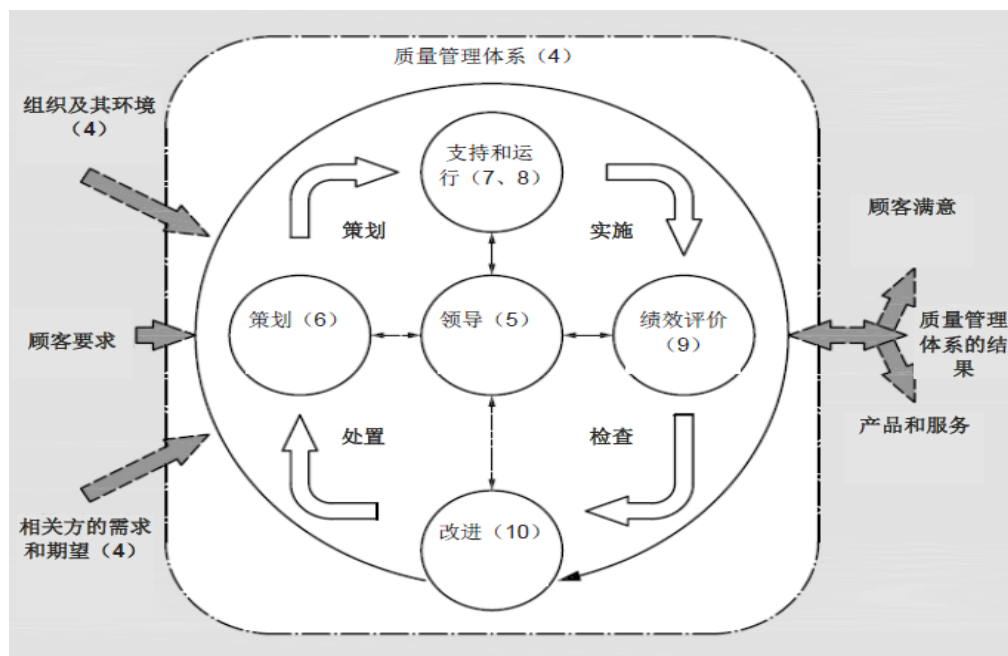 质量管理体系（4）
组织及其环境
（4）
支持和运
行（7、8）
策划
实施
顾客满意
顾客要求
策划（6）
领导（5）
绩效评价
（9）
质量管理
体系的结
果
处置
检查
产品和服务
相关方的需求
和期望（4）
改进（10）